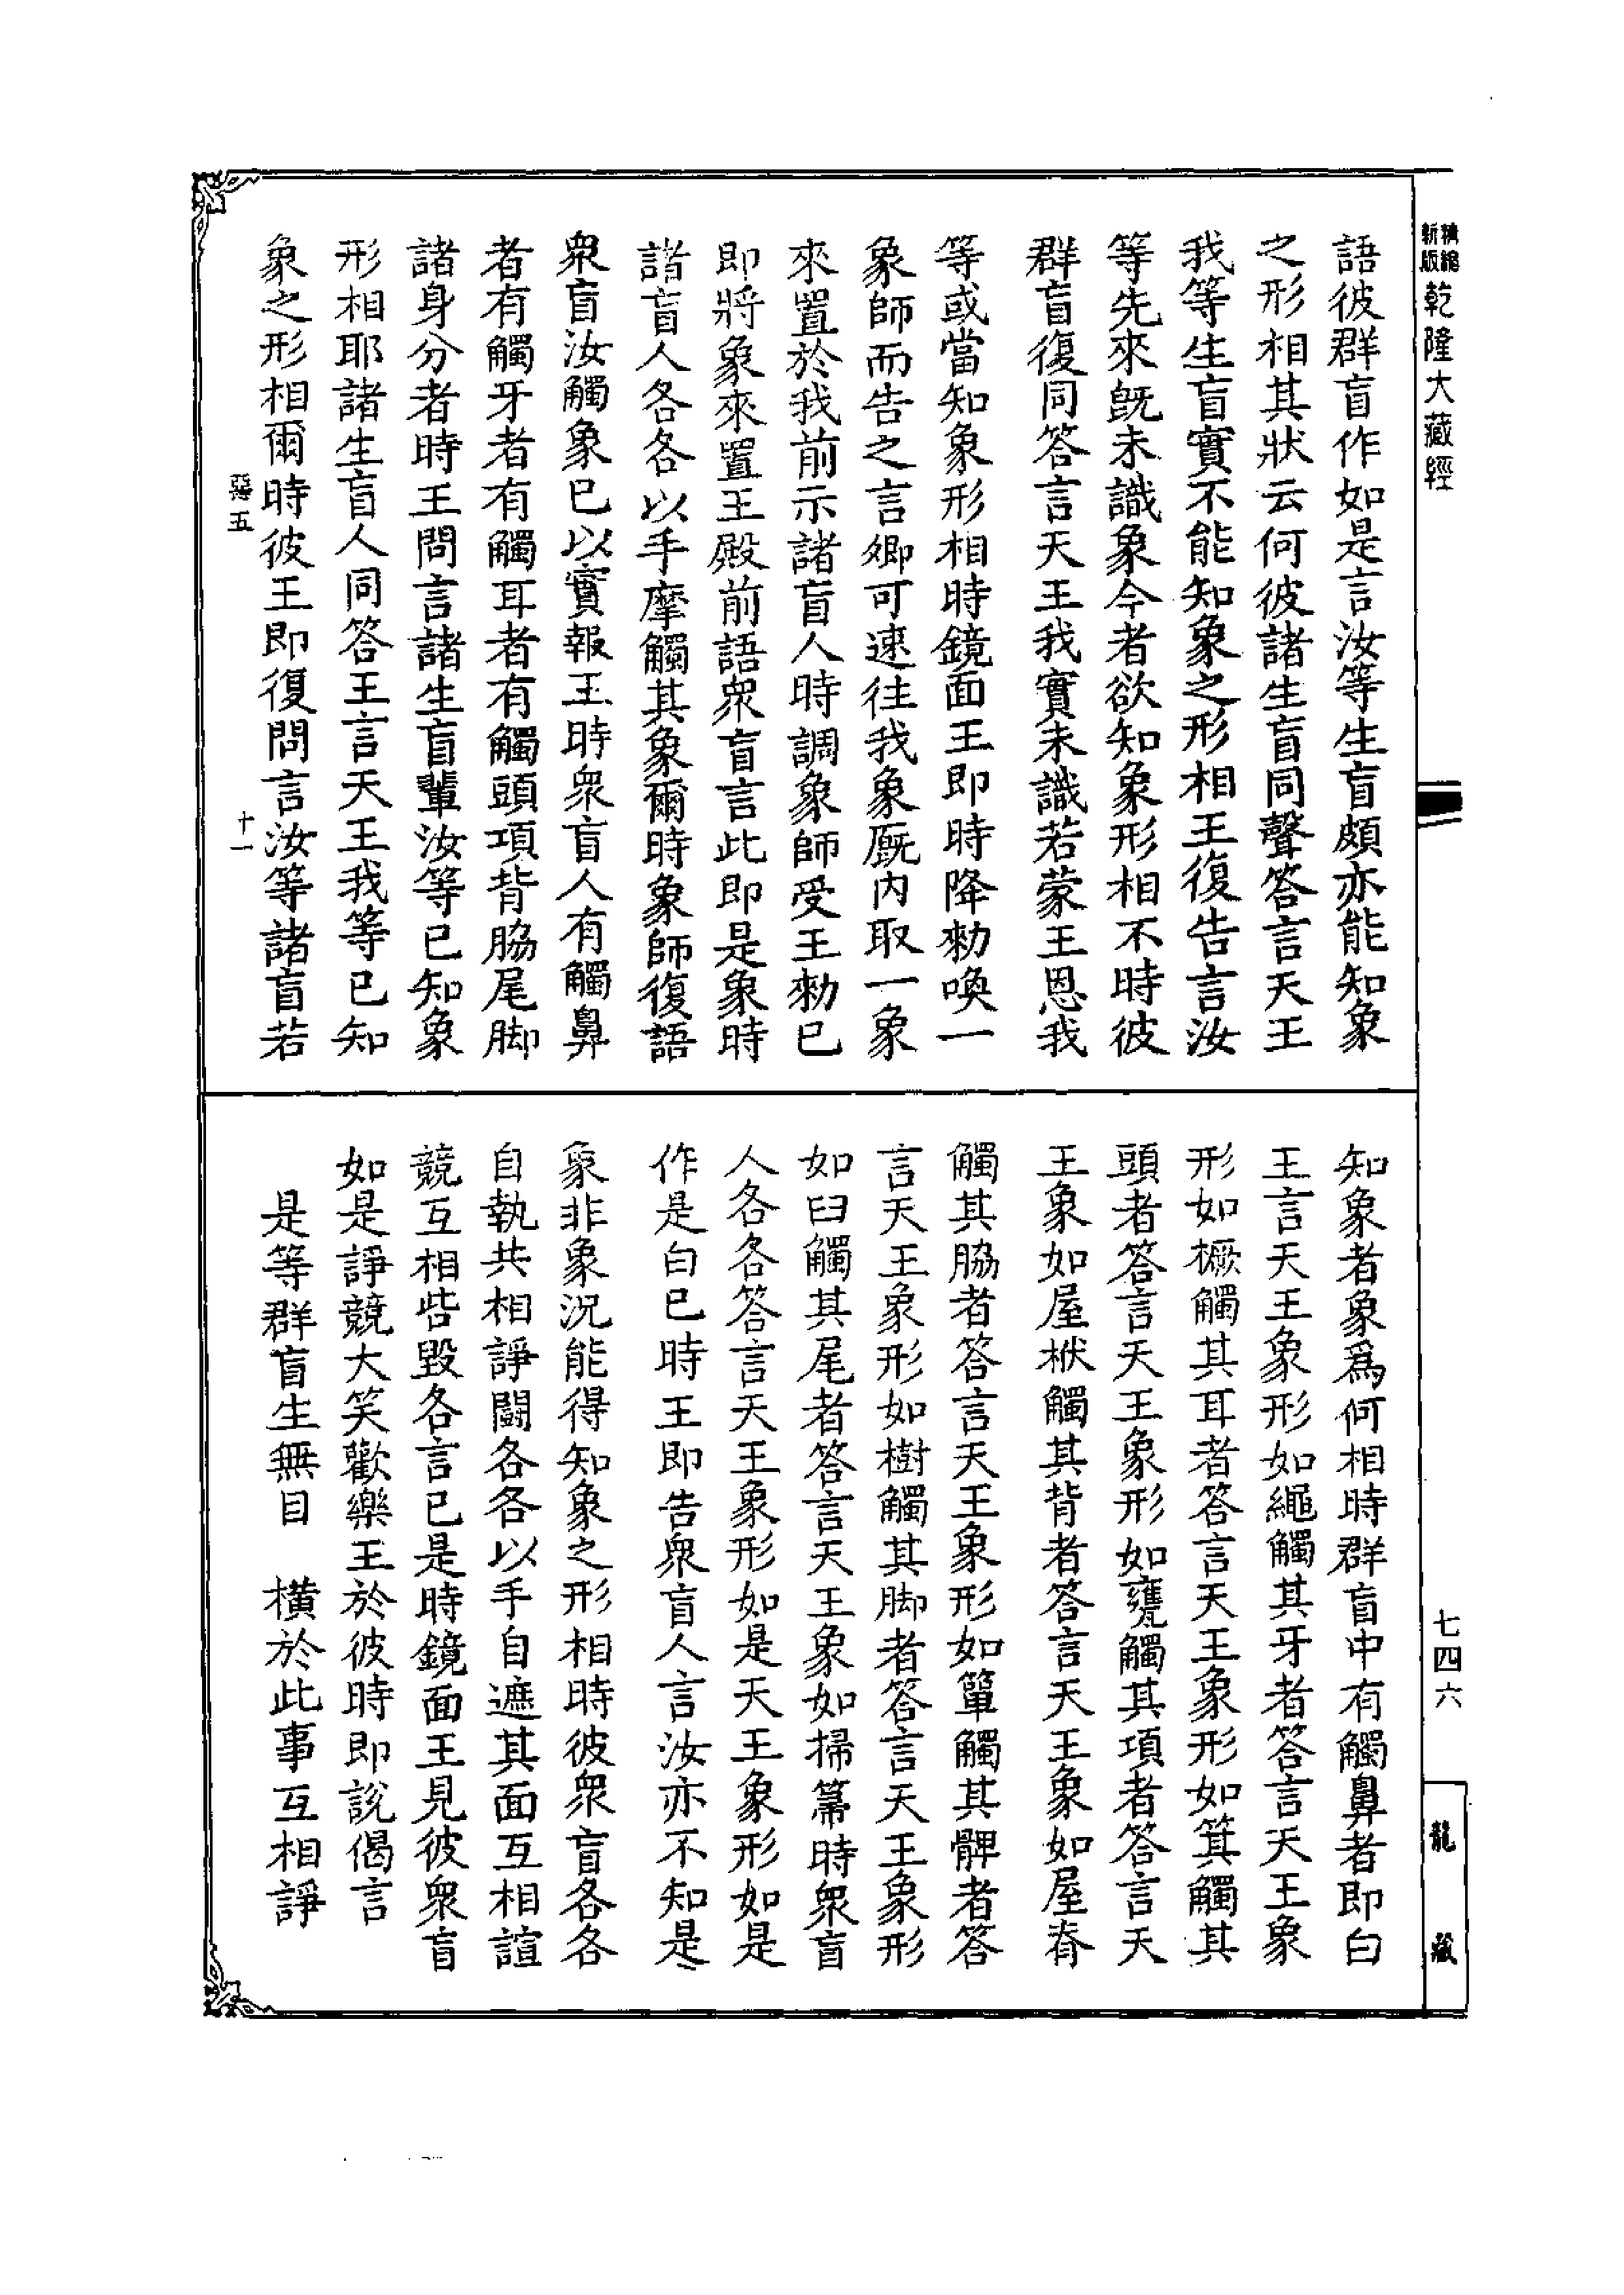 精縮
新版
乾隆大藏經
語彼群盲作如是言汝等生盲頗亦能知象
之形相其狀云何彼諸生盲同聲答言天王
我等生盲實不能知象之形相王復告言汝
等先來旣未識象今者欲知象形相不時彼
群盲復同答言天王我實未識若蒙王恩我
等或當知象形相時鏡面王即時降勑喚一
象師而告之言卿可速往我象厩内取一象
來置於我前示諸盲人時調象師受王勑已
即將象來置王殿前語衆盲言此即是象時
諸盲人各各以手摩觸其象爾時象師復語
衆盲汝觸象已以實報王時衆盲人有觸鼻
者有觸牙者有觸耳者有觸頭項背脇尾脚
諸身分者時王問言諸生盲輩汝等已知象
形相耶諸生盲人同答王言天王我等已知
象之形相爾時彼王即復問言汝等諸盲若
惡五
十一
知象者象爲何相時群盲中有觸鼻者即白
王言天王象形如繩觸其牙者答言天王象
形如橛觸其耳者答言天王象形如箕觸其
頭者答言天王象形如甕觸其項者答言天
王象如屋栿觸其背者答言天王象如屋脊
觸其脇者答言天王象形如簞觸其髀者答
言天王象形如樹觸其脚者答言天王象形
如臼觸其尾者答言天王象如掃箒時衆盲
人各各答言天王象形如是天王象形如是
作是白已時王即告衆盲人言汝亦不知是
象非象況能得知象之形相時彼衆盲各各
自執共相諍鬪各各以手自遮其面互相諠
競互相呰毀各言已是時鏡面王見彼衆盲
如是諍競大笑歡樂王於彼時即說偈言
是等群盲生無目　橫於此事互相諍
七四六
龍藏